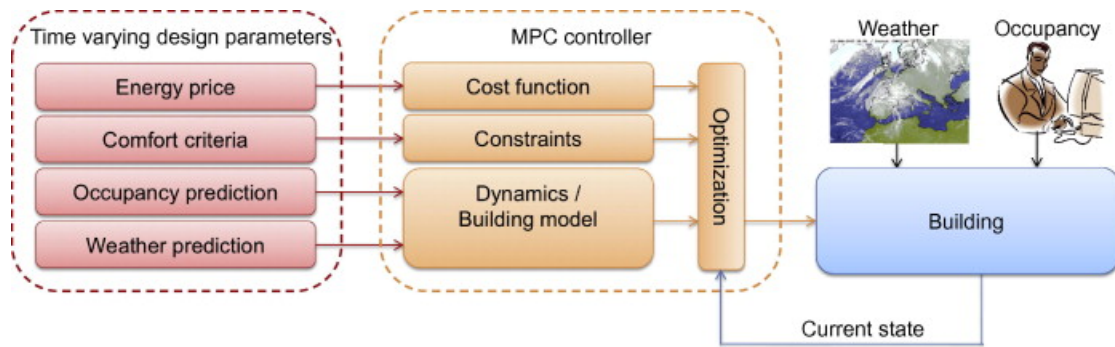 Time varying design parameters
Energy price
Comfort criteria
Occupancy prediction
Weather prediction
MPC controller
Cost function
Constraints
Dynamics /
Building model
Optimization
Weather
Occupancy
Building
Current state